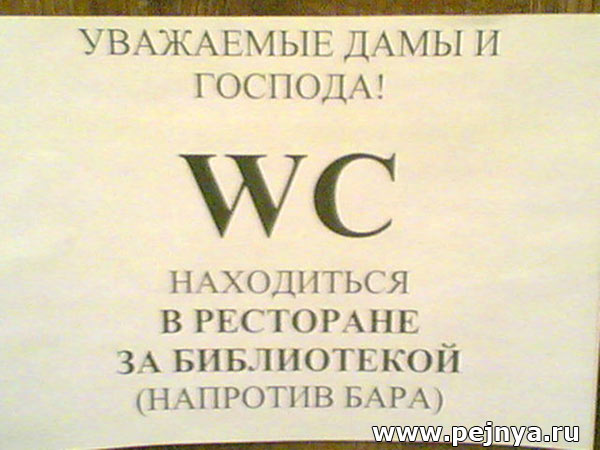 УВАЖАЕМЫЕ ДАМЫ И
ГОСПОДА!
WC
НАХОДИТЬСЯ
В РЕСТОРАНЕ
ЗА БИБЛИОТЕКОЙ
(НАПРОТИВ БАРА)
www.pejnya.ru